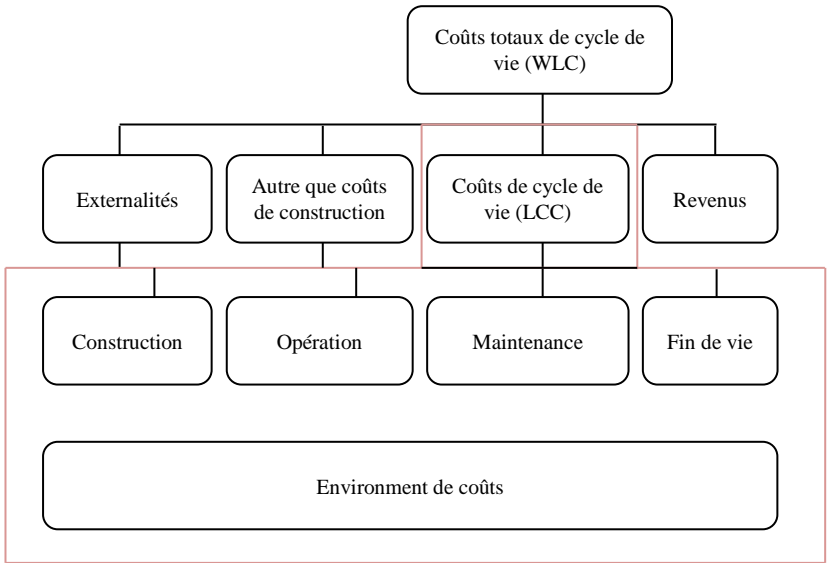 Coûts totaux de cycle de
vie (WLC)
Externalités
Autre que coûts
de construction
Coûts de cycle de
vie (LCC)
Revenus
Construction
Opération
Maintenance
Fin de vie
Environment de coûts